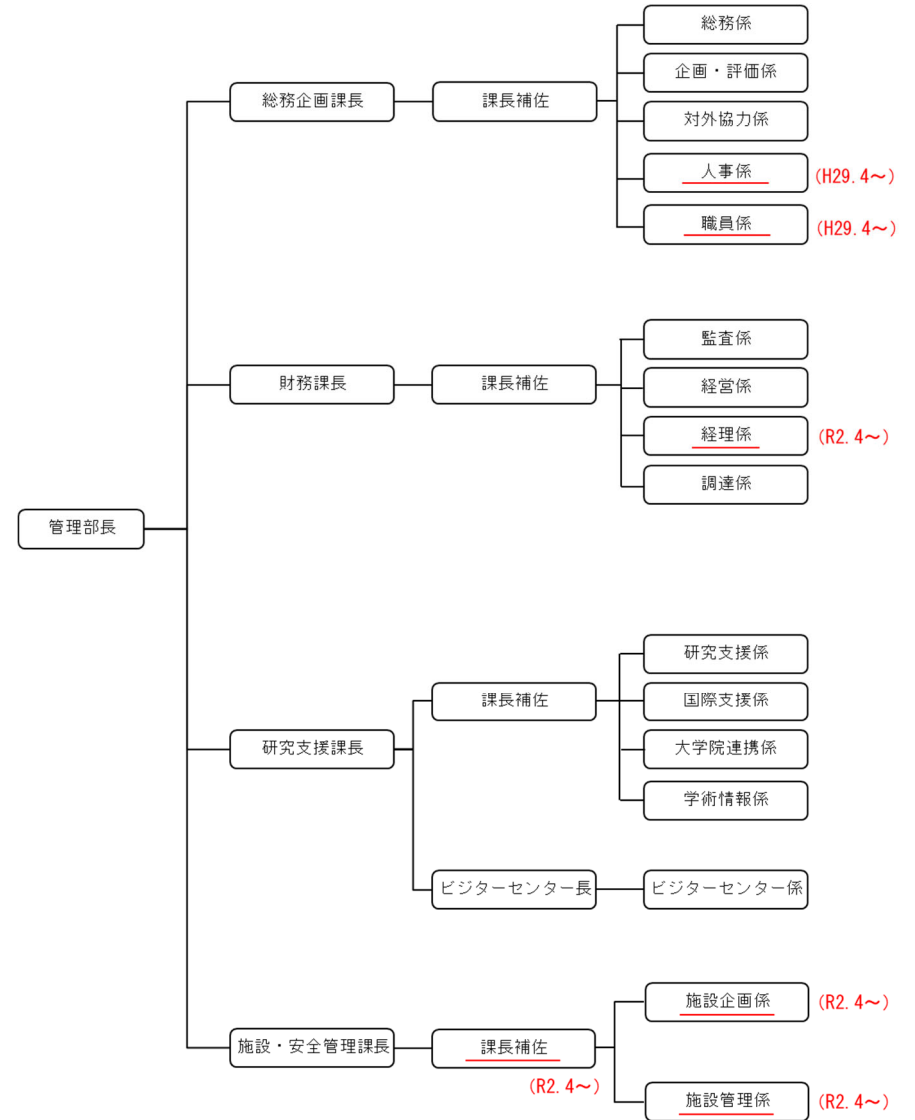 総務係
企画・評価係
総務企画課長
課長補佐
対外協力係
人事係
(H29.4～)
職員係
(H29.4～)
監査係
財務課長
課長補佐
経営係
経理係
(R2.4～)
調達係
管理部長
研究支援係
課長補佐
国際支援係
研究支援課長
大学院連携係
学術情報係
ビジターセンター長
ビジターセンター係
施設企画係
(R2.4～)
施設・安全管理課長
課長補佐
(R2.4～)
施設管理係
(R2.4～)